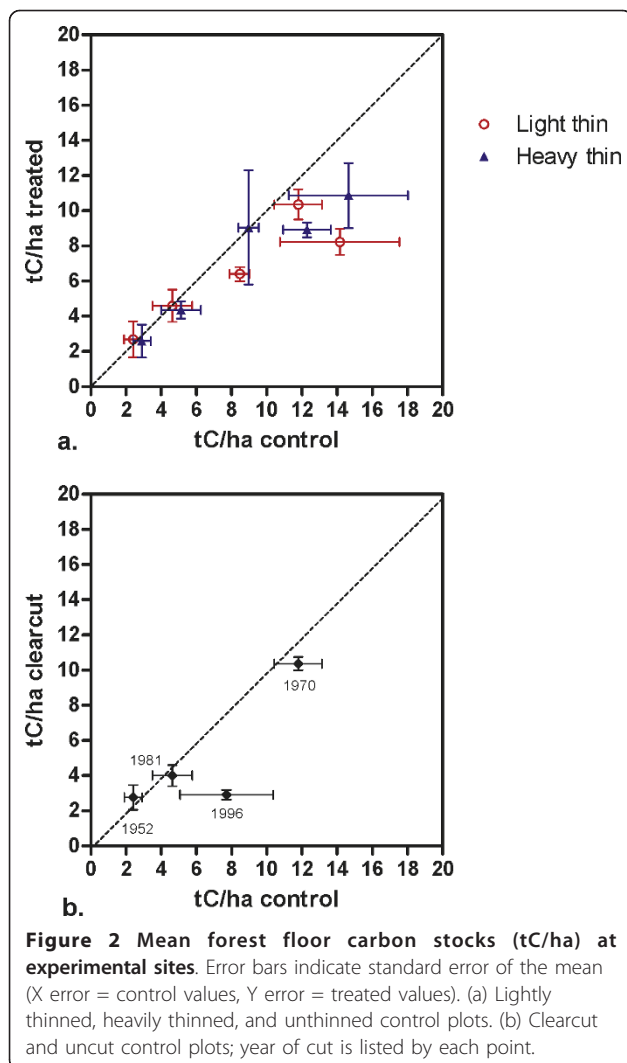 20
18
16
14
12
10
8
6
4
2
0
tC/ha treated
0 2 4 6 8 10 12 14 16 18 20
tC/ha control
a.
Light thin
Heavy thin
20
18
16
14
12
10
8
6
4
2
0
tC/ha clearcut
1970
1981
1952
1996
0 2 4 6 8 10 12 14 16 18 20
tC/ha control
b.
Figure 2 Mean forest floor carbon stocks (tC/ha) at
experimental sites. Error bars indicate standard error of the mean
(X error = control values, Y error = treated values). (a) Lightly
thinned, heavily thinned, and unthinned control plots. (b) Clearcut
and uncut control plots; year of cut is listed by each point.